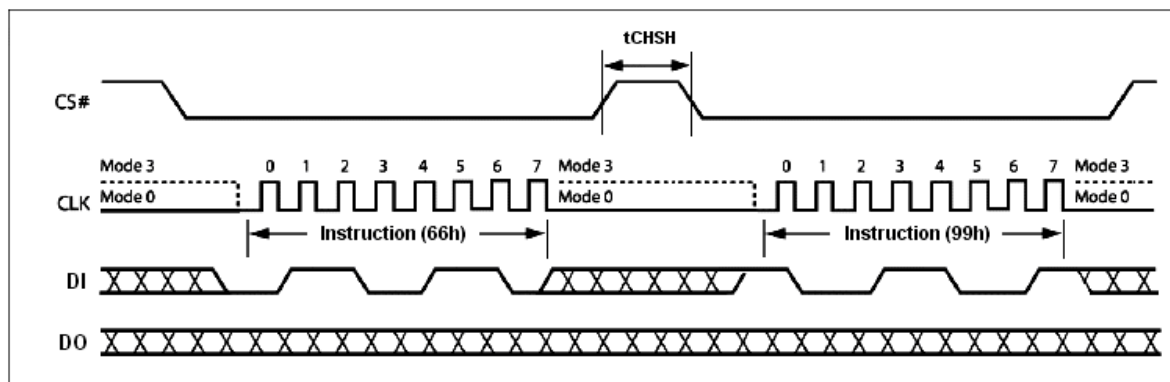 tCHSH
CS#
Mode 3 0 1 2 3 4 5 6 7 Mode 3 0 1 2 3 4 5 6 7 Mode 3
CLK Mode 0 Mode 0 Mode 0
Instruction (66h) Instruction (99h)
DI
DO